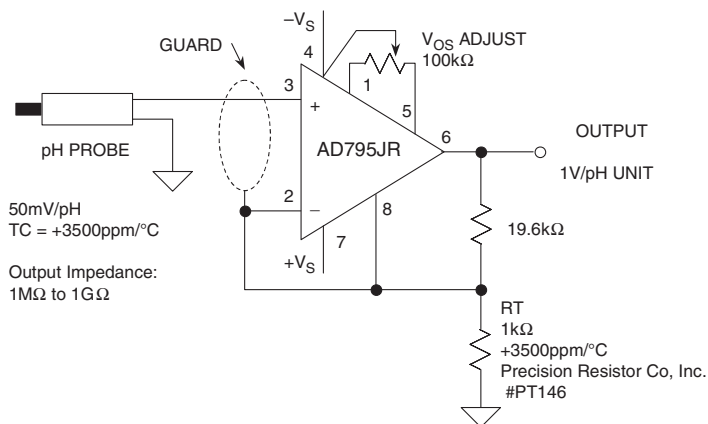 –VS
GUARD
4
VOS ADJUST
100kΩ
3
1
+
5
6
OUTPUT
AD795JR
pH PROBE
1V/pH UNIT
2
–
8
50mV/pH
TC = +3500ppm/°C
7
19.6kΩ
+VS
Output Impedance:
1MΩ to 1GΩ
RT
1kΩ
+3500ppm/°C
Precision Resistor Co, Inc.
#PT146